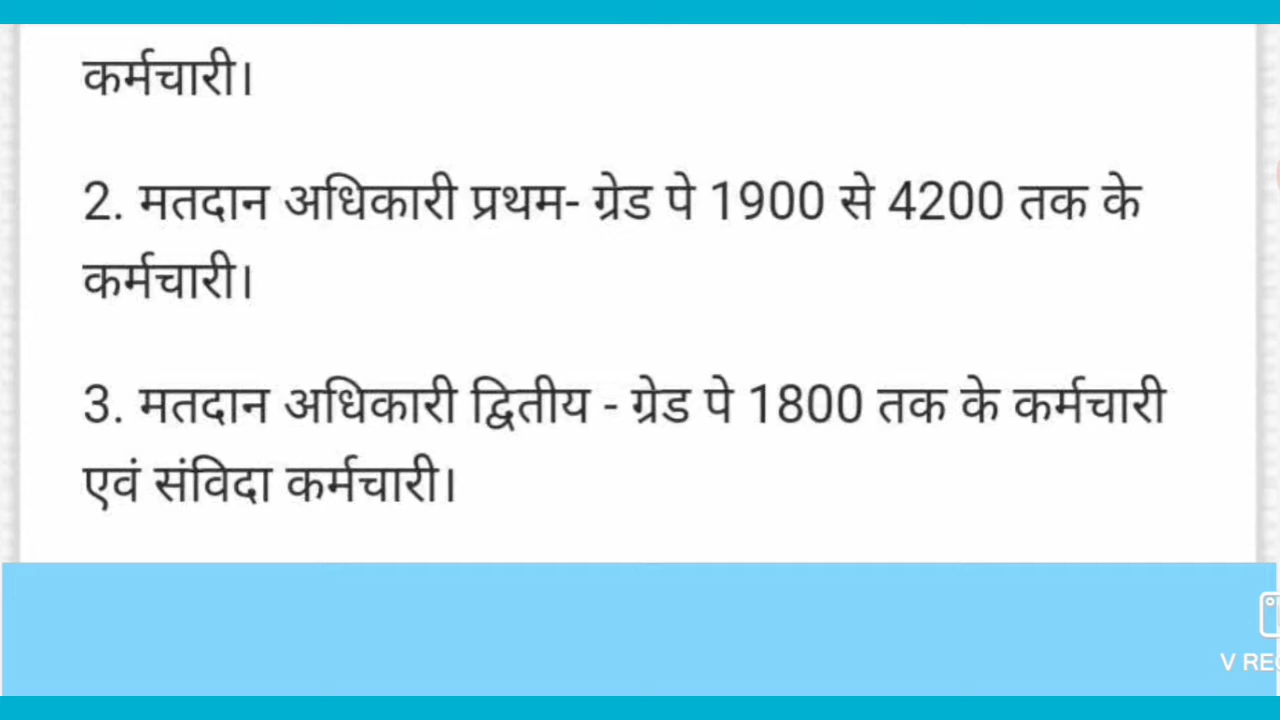 कर्मचारी।
2. मतदान अधिकारी प्रथम- ग्रेड पे 1900 से 4200 तक के
कर्मचारी।
3. मतदान अधिकारी द्वितीय - ग्रेड पे 1800 तक के कर्मचारी
एवं संविदा कर्मचारी।
V REC